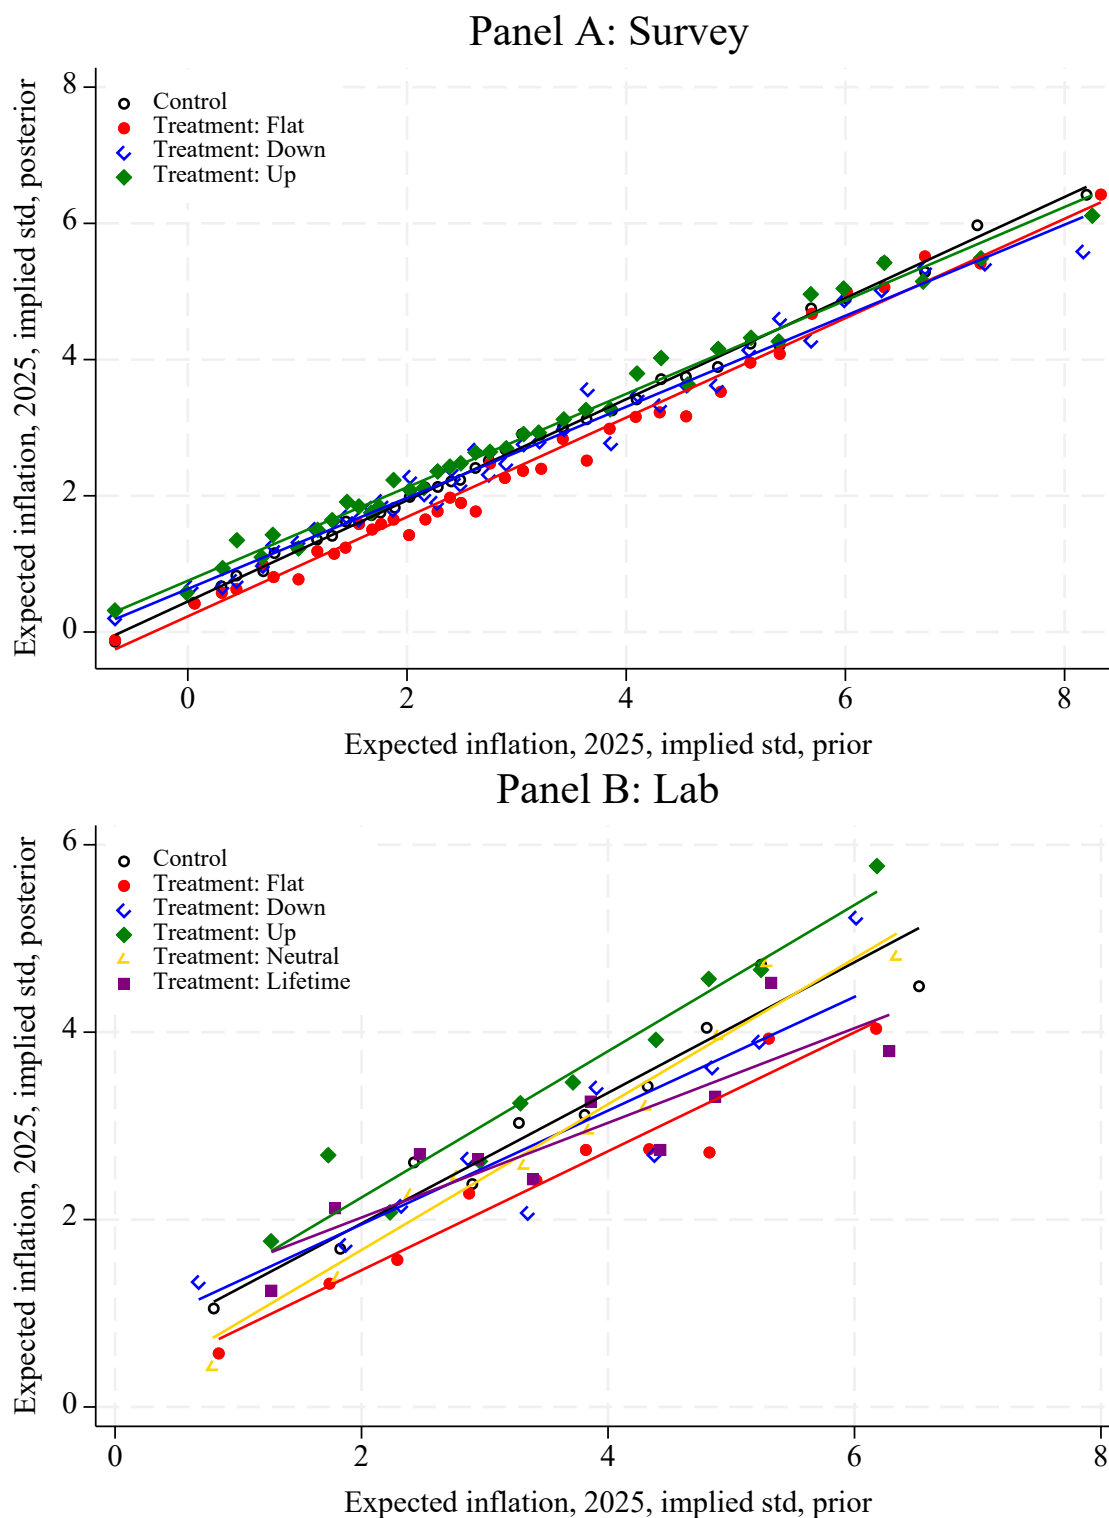 Panel A: Survey
Expected inflation, 2025, implied std, posterior
8
6
4
2
0
Control
Treatment: Flat
Treatment: Down
Treatment: Up
0
2
4
6
8
Expected inflation, 2025, implied std, prior
Panel B: Lab
Expected inflation, 2025, implied std, posterior
6
4
2
0
Control
Treatment: Flat
Treatment: Down
Treatment: Up
Treatment: Neutral
Treatment: Lifetime
0
2
4
6
8
Expected inflation, 2025, implied std, prior